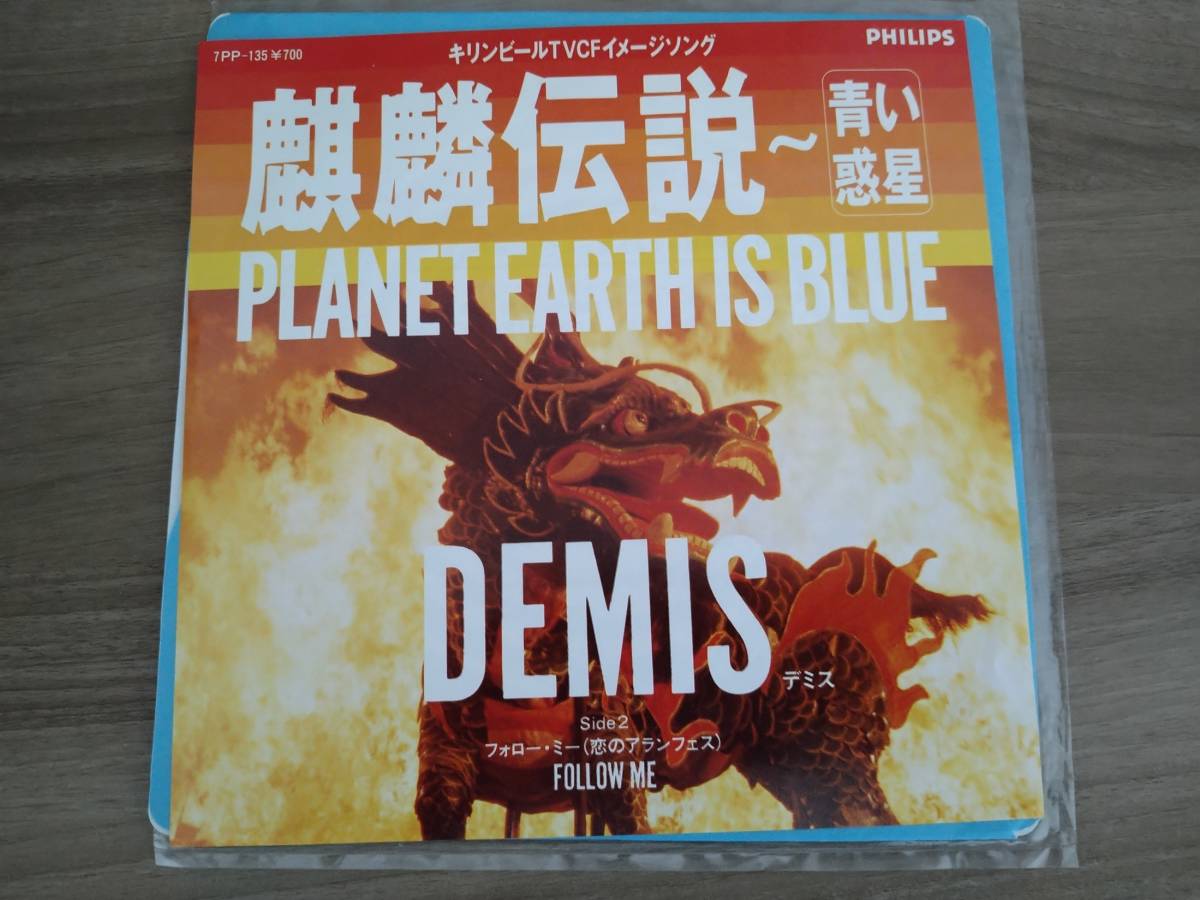 7PP-135 ¥700
キリンビールTVCFイメージソング
PHILIPS
麒麟伝説～青い惑星
PLANET EARTH IS BLUE
DEMIS
デミス
Side 2
フォロー・ミー(恋のアランフェス)
FOLLOW ME